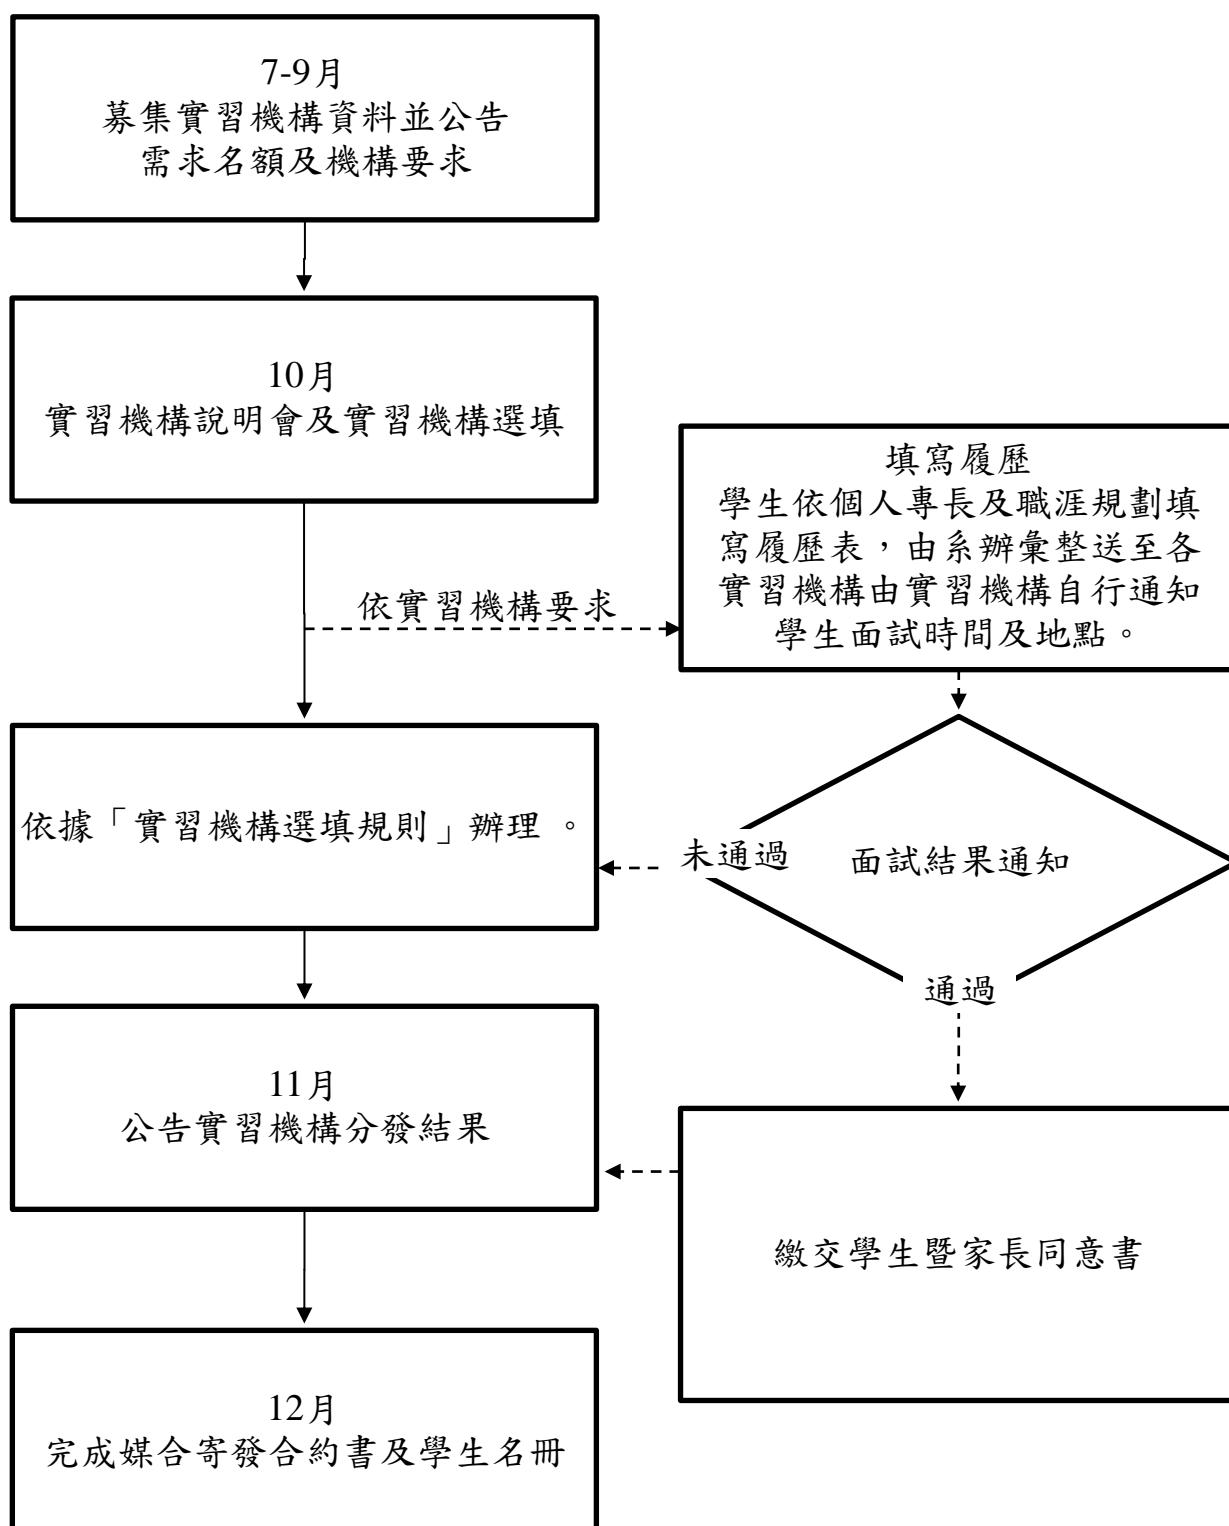 7-9月
募集實習機構資料並公告
需求名額及機構要求
10月
實習機構說明會及實習機構選填
填寫履歷
學生依個人專長及職涯規劃填
寫履歷表，由系辦彙整送至各
實習機構由實習機構自行通知
學生面試時間及地點。
依實習機構要求
依據「實習機構選填規則」辦理。
未通過
面試結果通知
通過
11月
公告實習機構分發結果
繳交學生暨家長同意書
12月
完成媒合寄發合約書及學生名冊